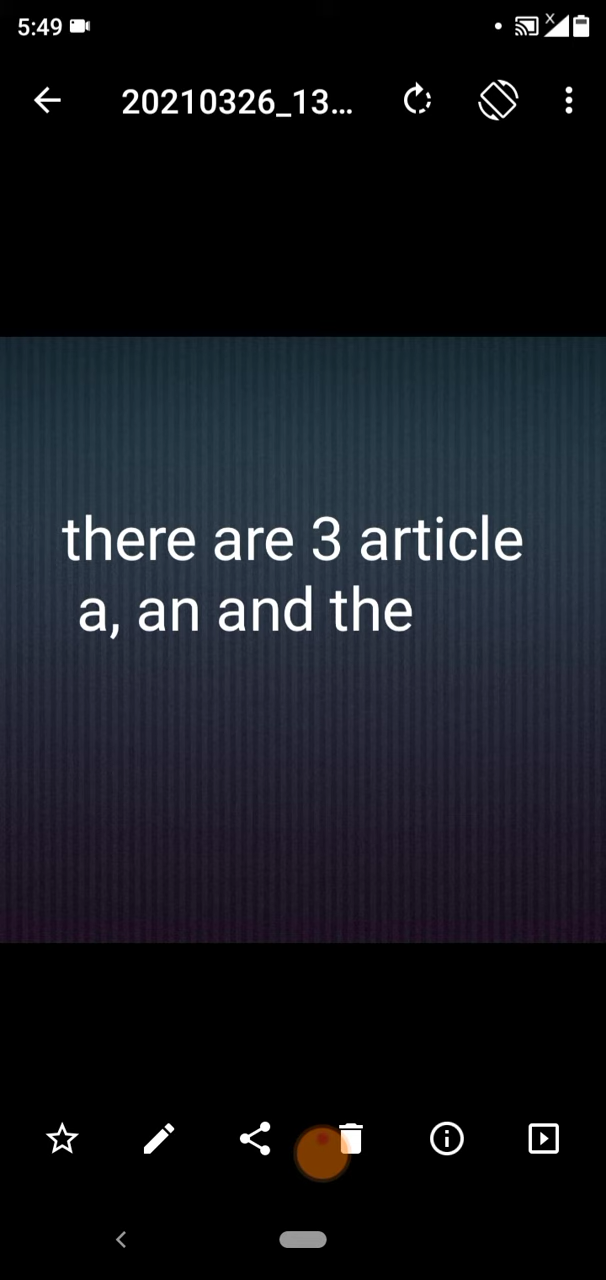 5:49
x
20210326_13...
there are 3 article
a, an and the